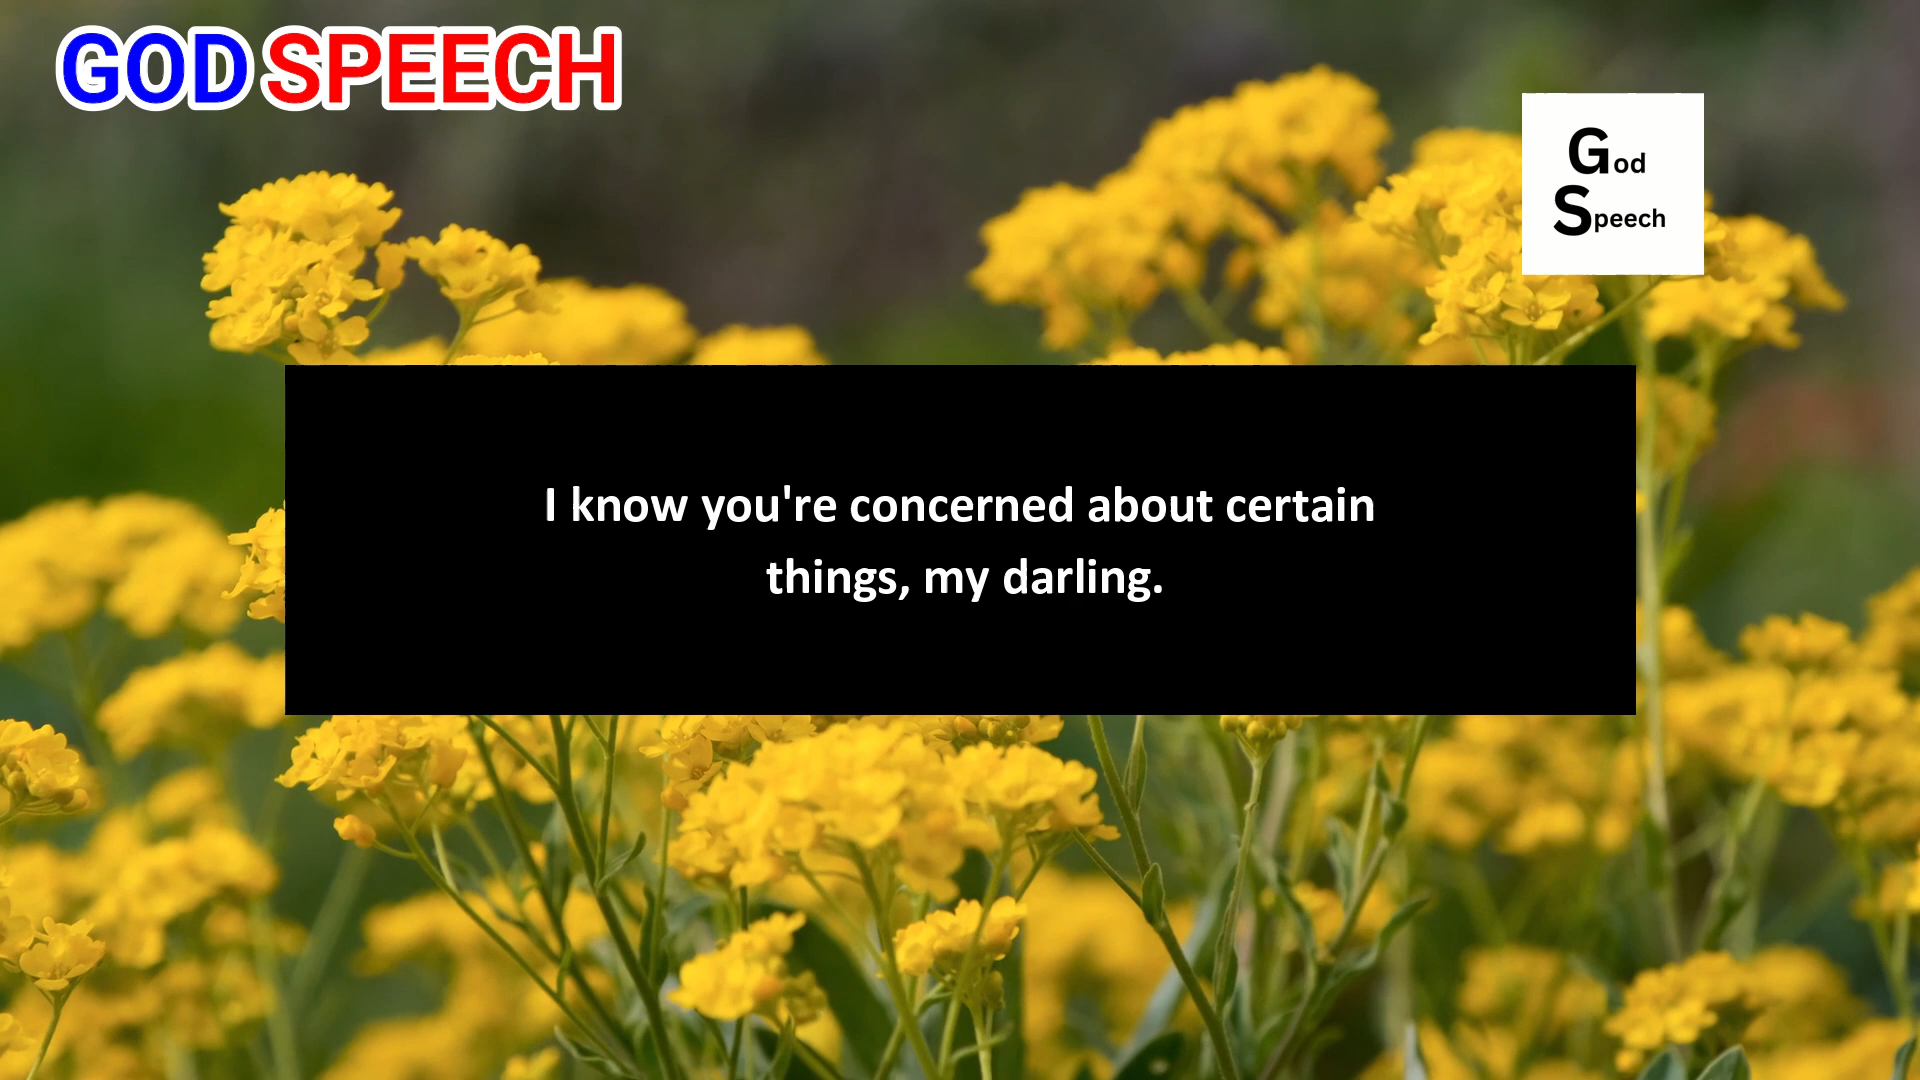 GOD SPEECH
God
Speech
I know you're concerned about certain
things, my darling.